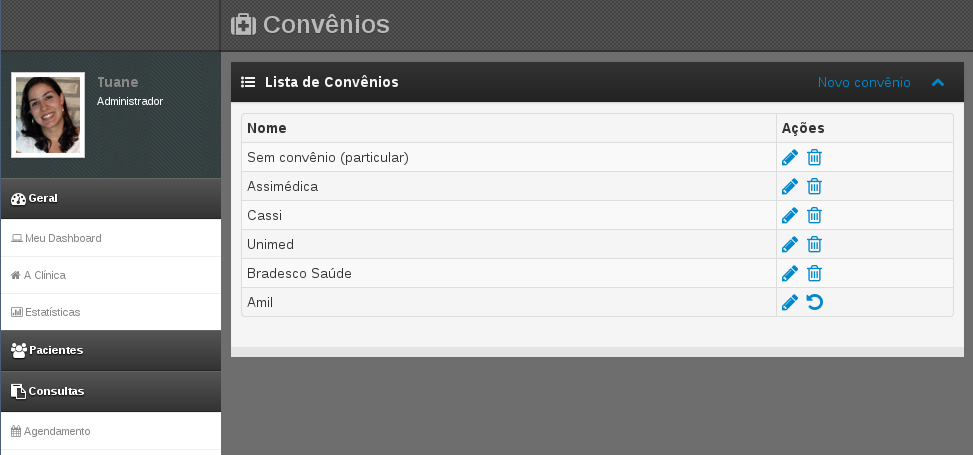 Convênios
Tuane
Administrador
Geral
Meu Dashboard
A Clínica
Estatísticas
Pacientes
Consultas
Agendamento
Lista de Convênios
Novo convênio
Nome Ações
Sem convênio (particular)
Assimédica
Cassi
Unimed
Bradesco Saúde
Amil